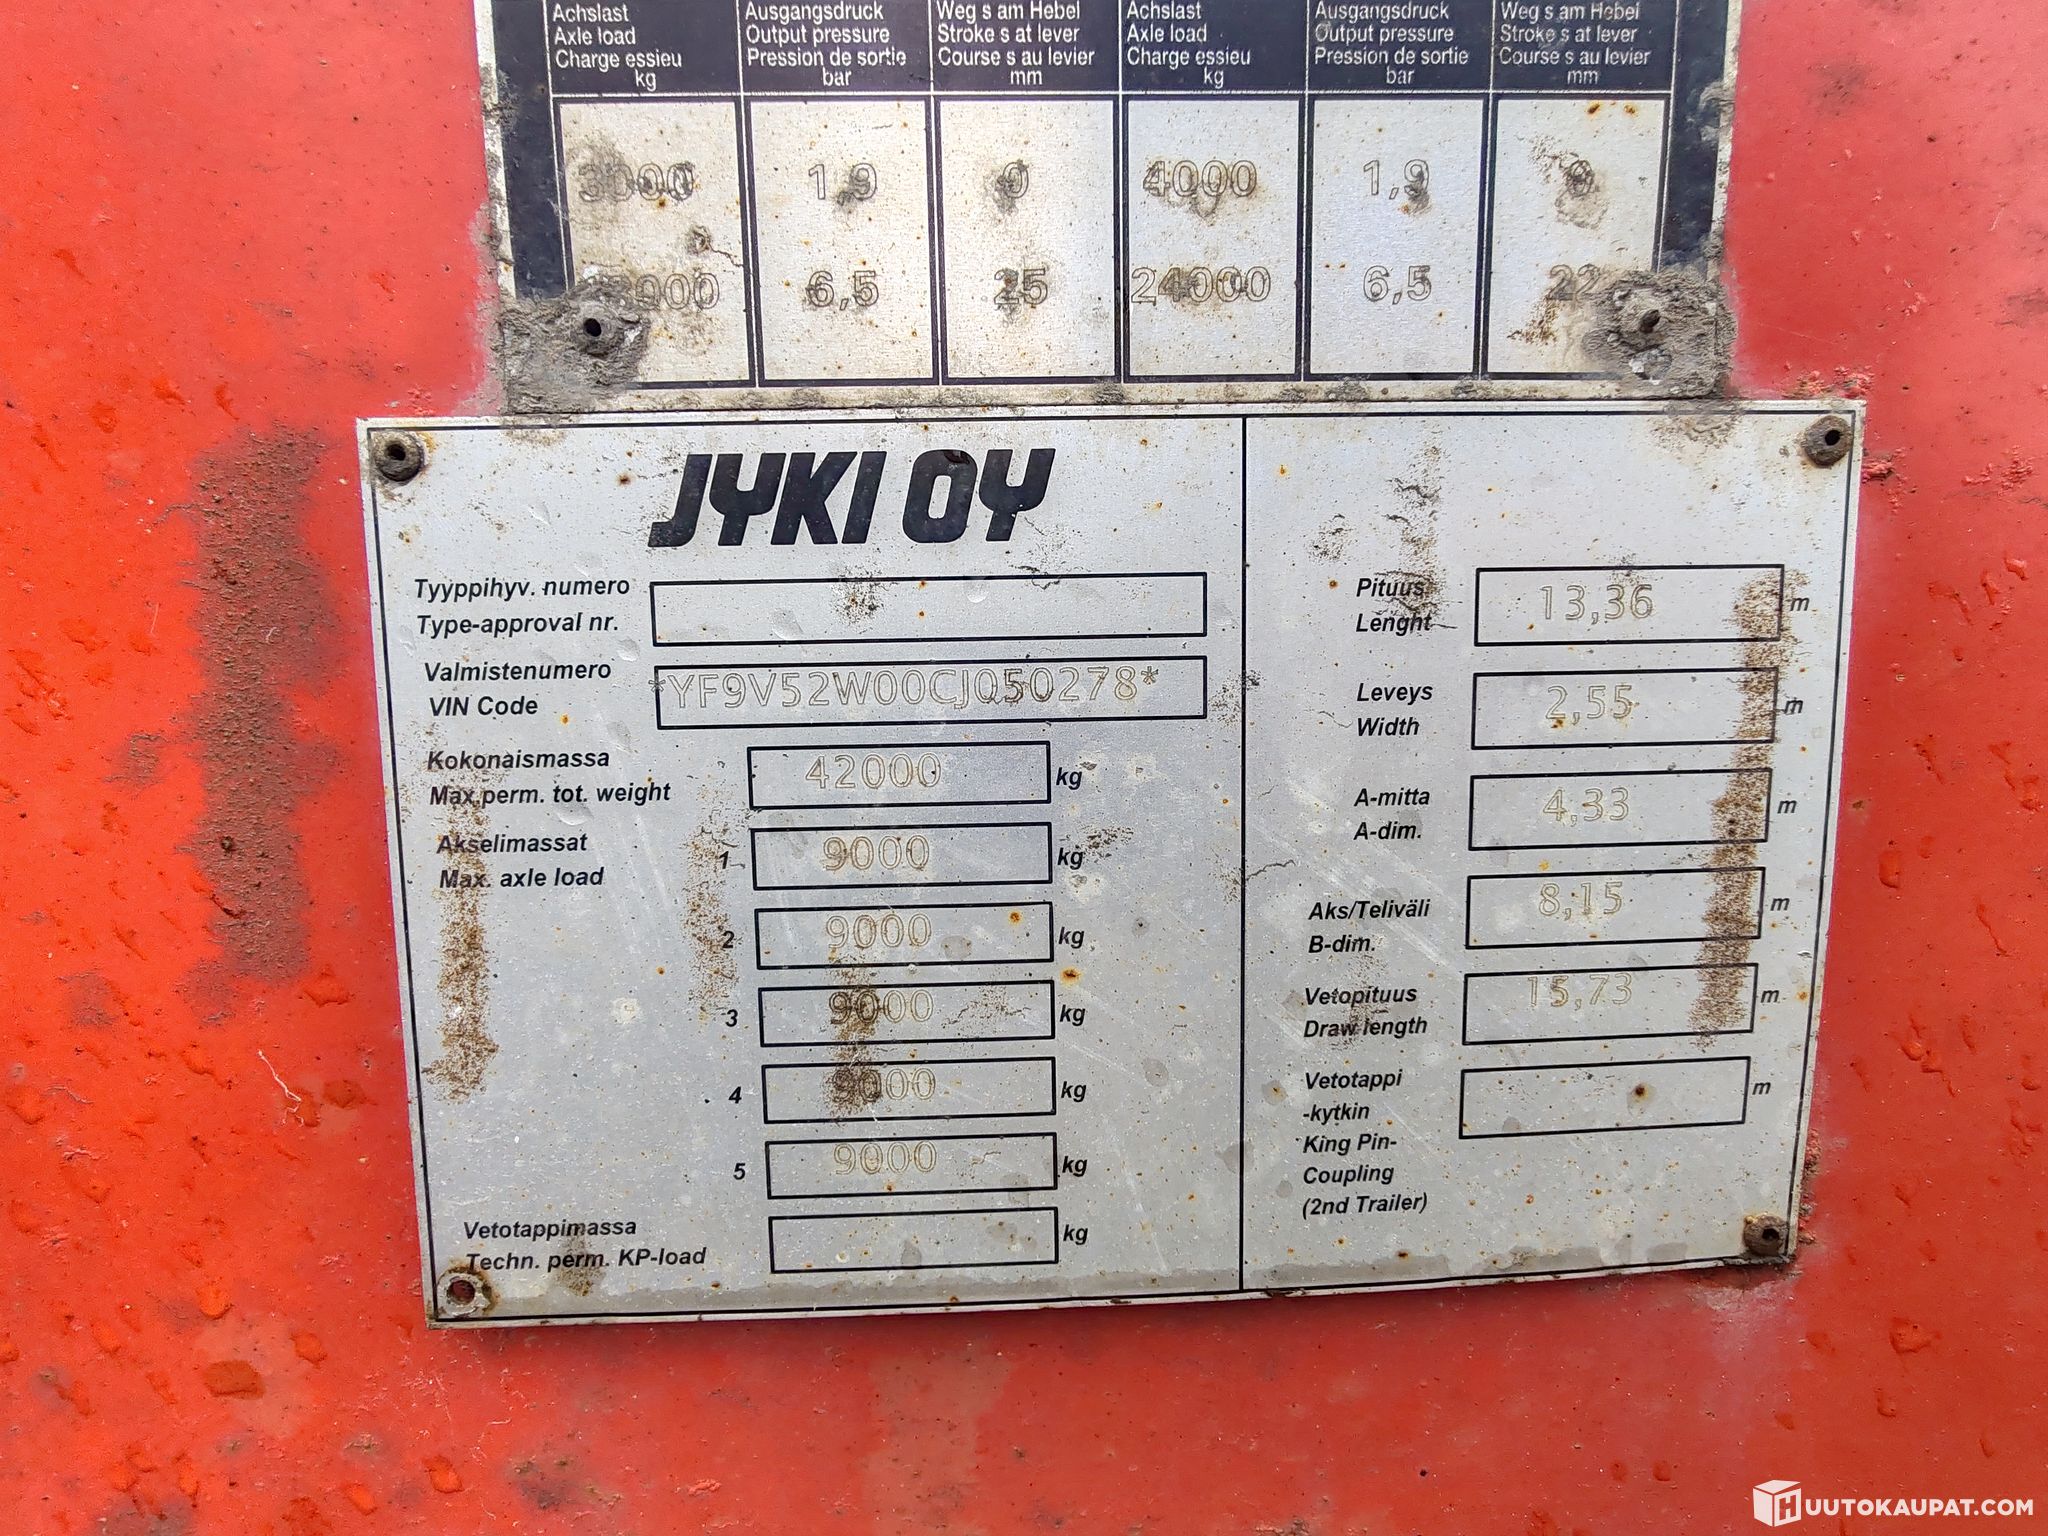 Achslast Ausgangsdruck Weg s am Hebel Achslast Ausgangsdruck Weg s am Hebel
Axle load Output pressure Stroke s at lever Axle load Output pressure Stroke s at lever
Charge essieu Pression de sortie Course s au levier Charge essieu Pression de sortie Course s au levier
kg bar mm kg bar mm
3000 1,9 0 4000 1,9 0
6,5 25 24000 6,5 22
JYKI OY
Tyyppihyv. numero
Type-approval nr.
Valmistenumero
VIN Code
*YF9V52W00CJ050278*
Kokonaismassa
Max.perm. tot. weight
42000 kg
Akselimassat
Max. axle load
1 9000 kg
2 9000 kg
3 9000 kg
4 9000 kg
5 9000 kg
Vetotappimassa
Techn. perm. KP-load
kg
Pituus
Lenght
13,36 m
Leveys
Width
2,55 m
A-mitta
A-dim.
4,33 m
Aks/Teliväli
B-dim.
8,15 m
Vetopituus
Draw length
15,73 m
Vetotappi
-kytkin
King Pin-
Coupling
(2nd Trailer)
m
HUUTOKAUPAT.COM